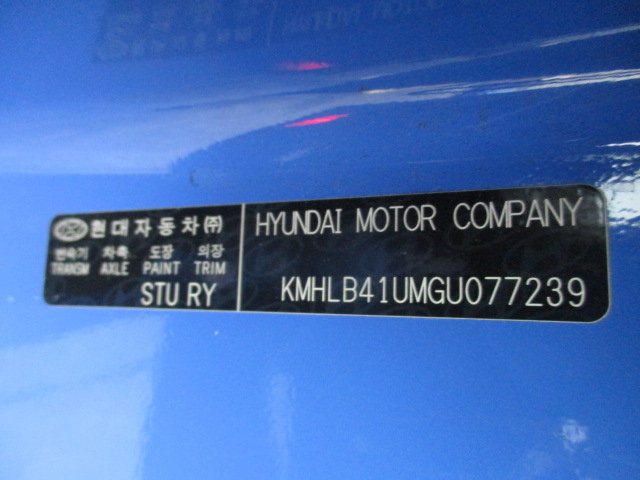 현대자동차㈜
변속기 차축 도장 의장
TRANSM AXLE PAINT TRIM
STU RY
HYUNDAI MOTOR COMPANY
KMHLB41UMGU077239